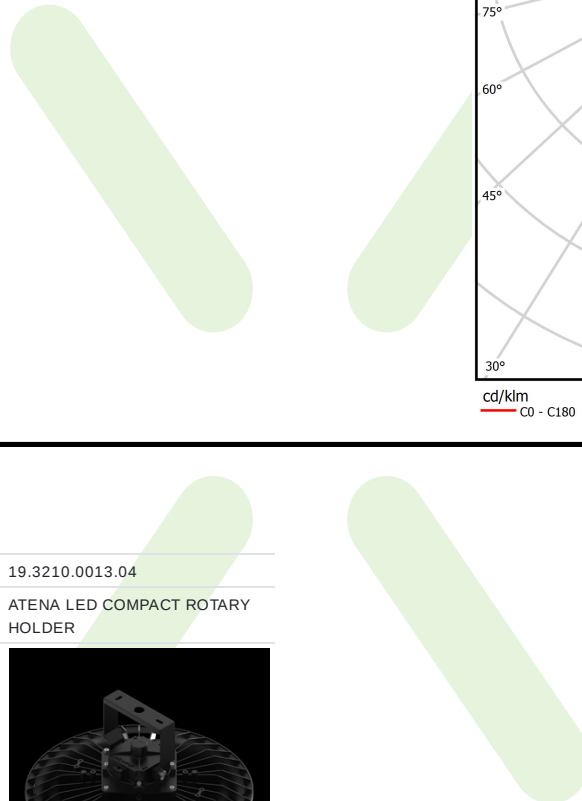 75°
60°
45°
30°
cd/klm
C0 - C180
19.3210.0013.04
ATENA LED COMPACT ROTARY
HOLDER